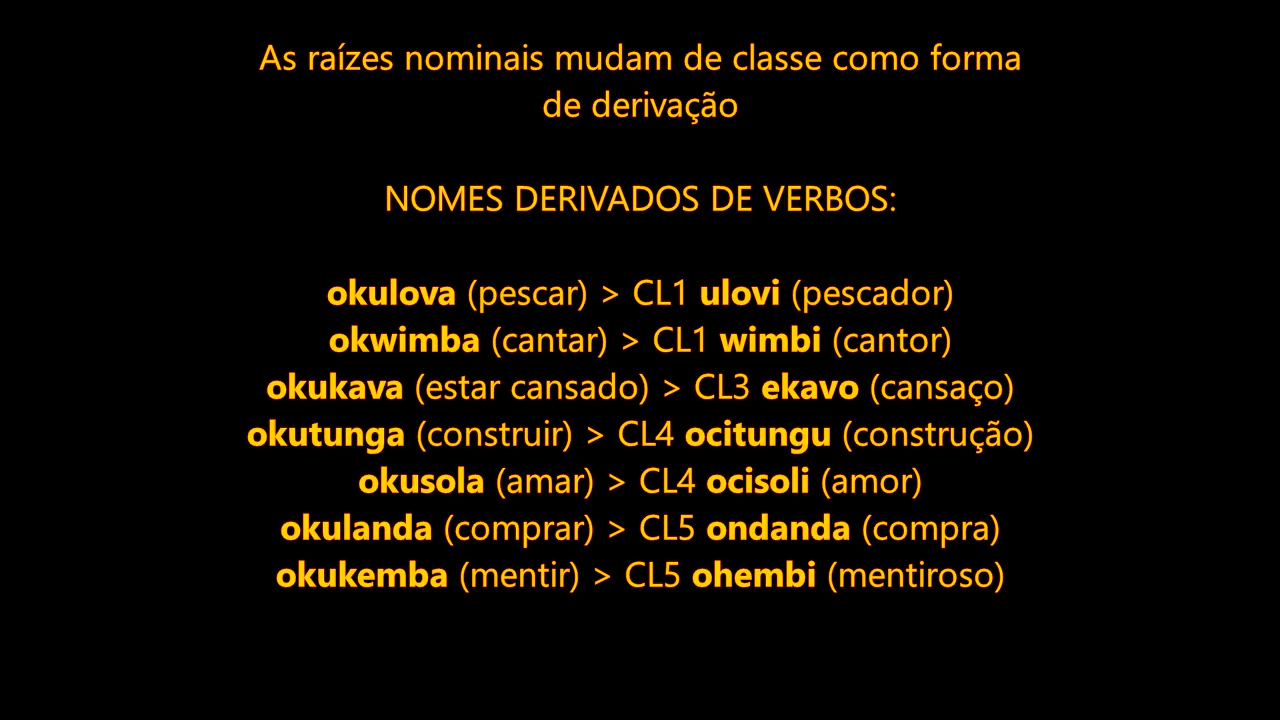 As raízes nominais mudam de classe como forma
de derivação
NOMES DERIVADOS DE VERBOS:
okulova (pescar) > CL1 ulovi (pescador)
okwimba (cantar) > CL1 wimbi (cantor)
okukava (estar cansado) > CL3 ekavo (cansaço)
okutunga (construir) > CL4 ocitungu (construção)
okusola (amar) > CL4 ocisoli (amor)
okulanda (comprar) > CL5 ondanda (compra)
okukemba (mentir) > CL5 ohembi (mentiroso)